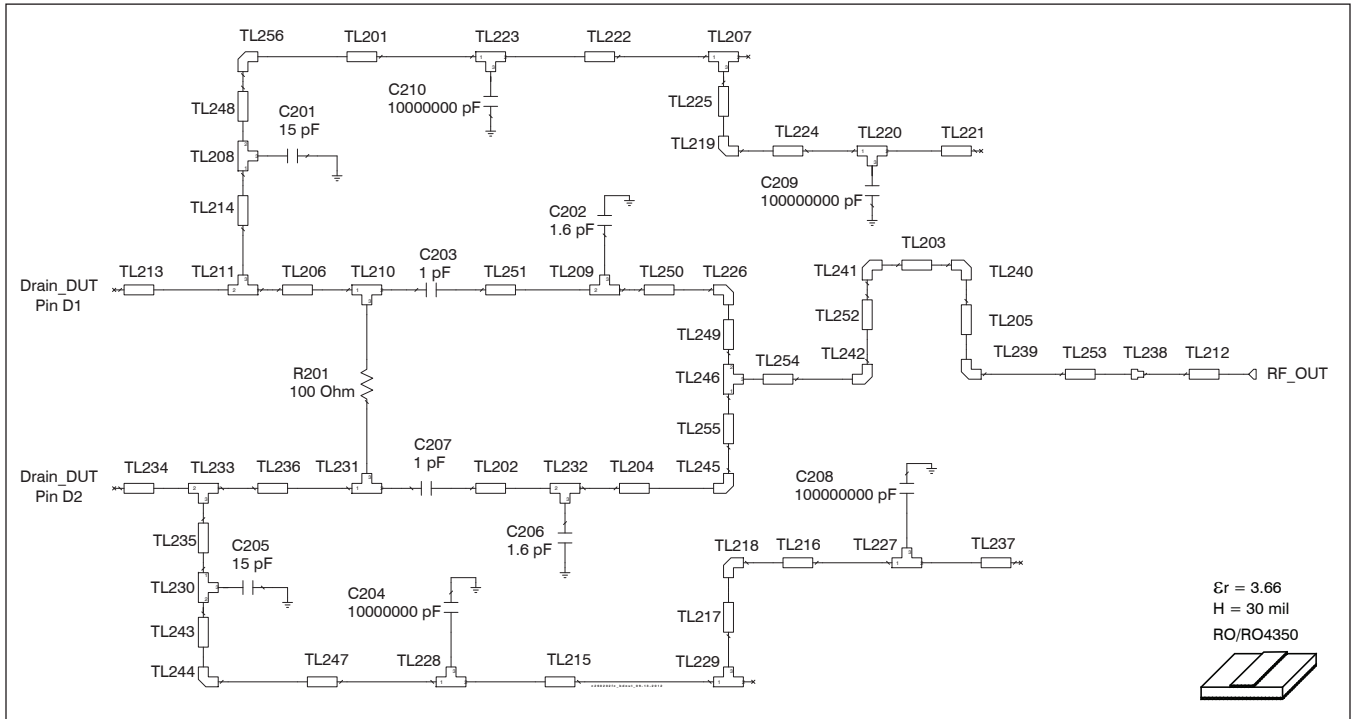 TL256
TL201
TL223
TL222
TL207
C210
10000000 pF
TL248
C201
15 pF
TL225
TL208
TL219
TL224
TL220
TL221
C209
100000000 pF
TL214
C202
1.6 pF
TL203
Drain_DUT
Pin D1
TL213
TL211
TL206
TL210
C203
1 pF
TL251
TL209
TL250
TL226
TL241
TL240
TL249
TL252
TL205
R201
100 Ohm
TL246
TL254
TL242
TL239
TL253
TL238
TL212
RF_OUT
TL255
Drain_DUT
Pin D2
TL234
TL233
TL236
TL231
C207
1 pF
TL202
TL232
TL204
TL245
C208
100000000 pF
TL235
C205
15 pF
C206
1.6 pF
TL218
TL216
TL227
TL237
TL230
C204
10000000 pF
TL243
TL217
TL244
TL247
TL228
TL215
TL229
εr = 3.66
H = 30 mil
RO/RO4350